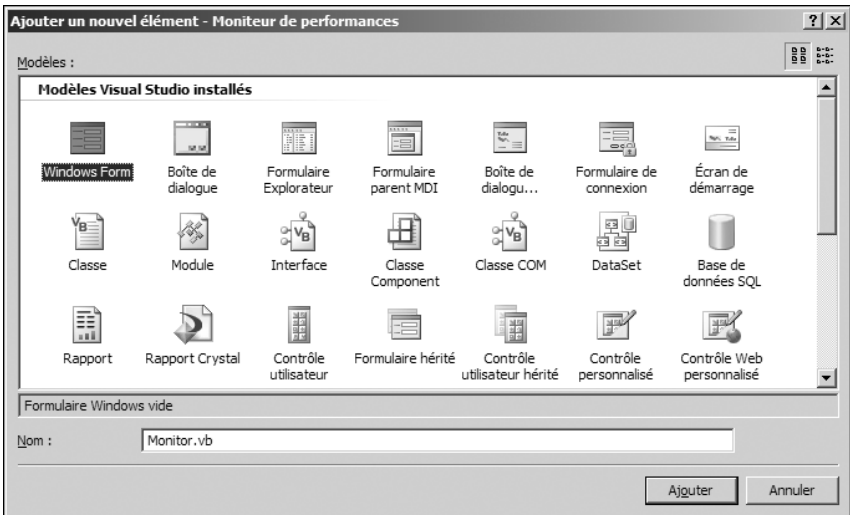 Ajouter un nouvel élément - Moniteur de performances
Modèles :
Modèles Visual Studio installés
Windows Form
Boîte de
dialogue
Formulaire
Explorateur
Formulaire
parent MDI
Boîte de
dialogu...
Formulaire de
connexion
Écran de
démarrage
Classe
Module
Interface
Classe
Component
Classe COM
DataSet
Base de
données SQL
Rapport
Rapport Crystal
Contrôle
utilisateur
Formulaire hérité
Contrôle
utilisateur hérité
Contrôle
personnalisé
Contrôle Web
personnalisé
Formulaire Windows vide
Nom :
Monitor.vb
Ajouter
Annuler